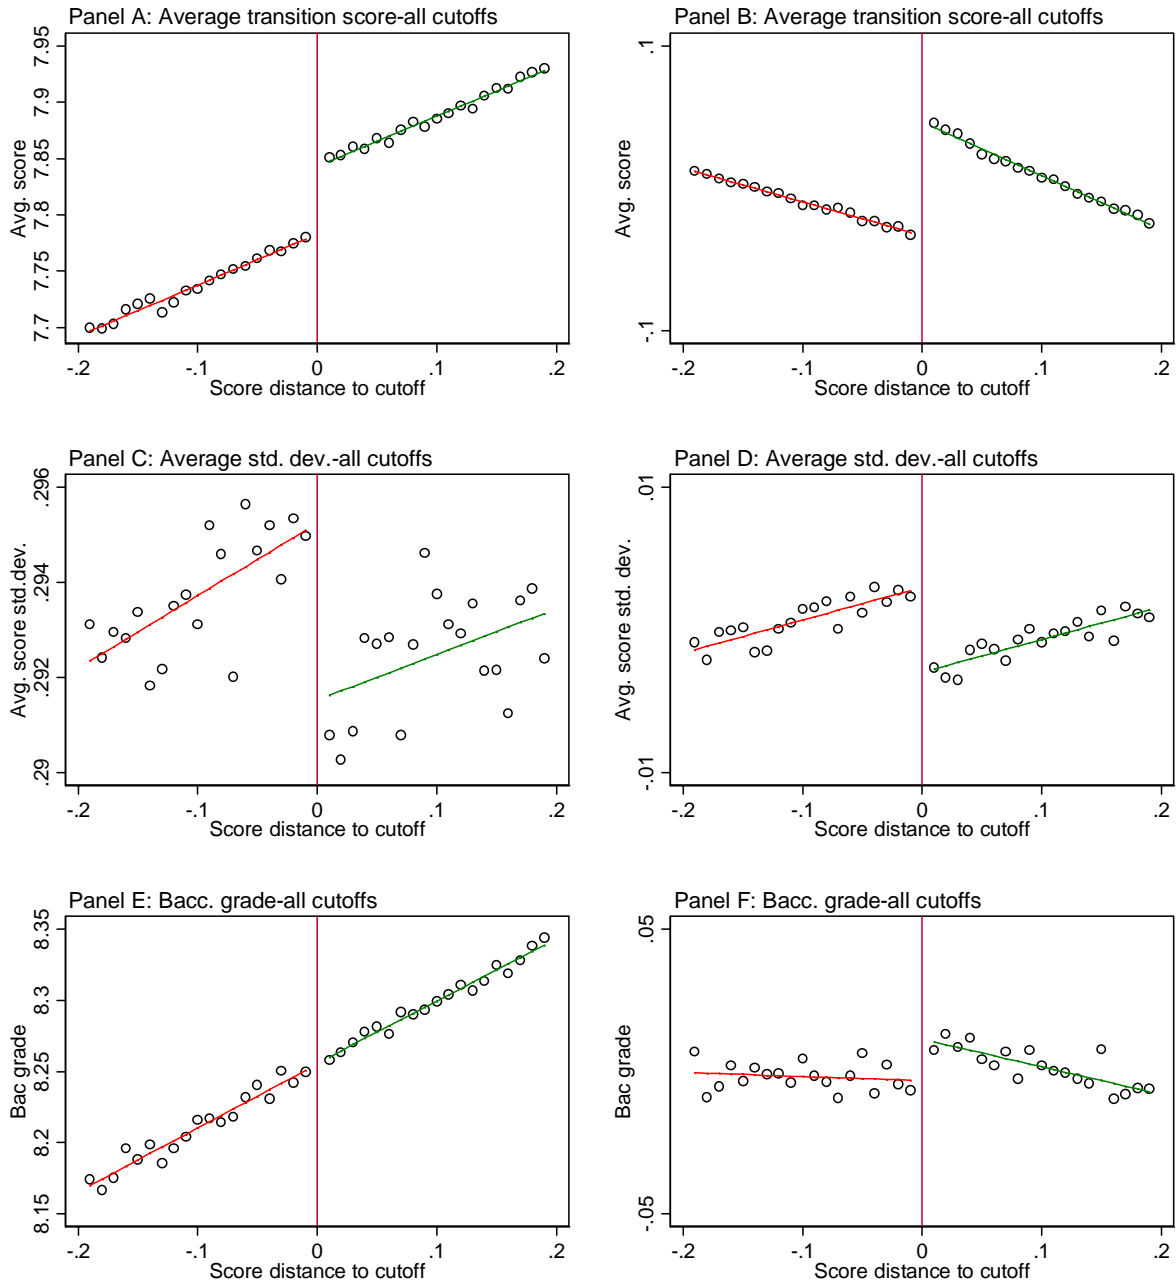 Panel A: Average transition score-all cutoffs
Avg. score
7.95
7.9
7.85
7.8
7.75
7.7
-.2 -.1 0 .1 .2
Score distance to cutoff
Panel B: Average transition score-all cutoffs
Avg. score
.1
-.1
-.2 -.1 0 .1 .2
Score distance to cutoff
Panel C: Average std. dev.-all cutoffs
Avg. score std.dev.
.296
.294
.292
.29
-.2 -.1 0 .1 .2
Score distance to cutoff
Panel D: Average std. dev.-all cutoffs
Avg. score std. dev.
.01
-.01
-.2 -.1 0 .1 .2
Score distance to cutoff
Panel E: Bacc. grade-all cutoffs
Bac grade
8.35
8.3
8.25
8.2
8.15
-.2 -.1 0 .1 .2
Score distance to cutoff
Panel F: Bacc. grade-all cutoffs
Bac grade
.05
-.05
-.2 -.1 0 .1 .2
Score distance to cutoff